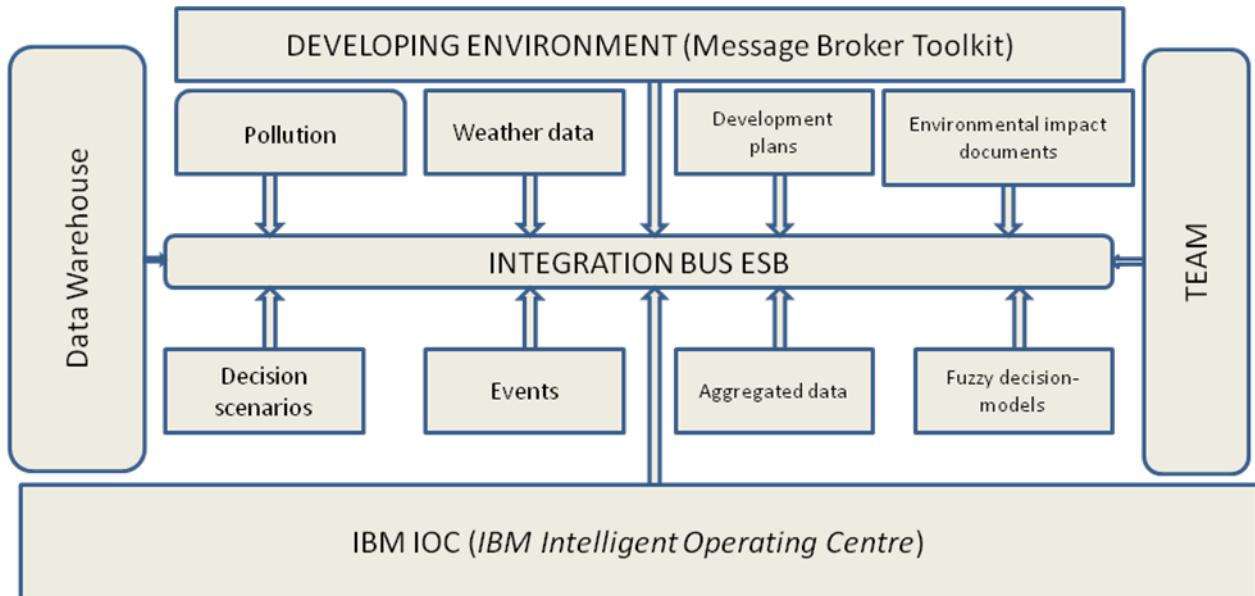 DEVELOPING ENVIRONMENT (Message Broker Toolkit)
Data Warehouse
Pollution
Weather data
Development
plans
Environmental impact
documents
TEAM
INTEGRATION BUS ESB
Decision
scenarios
Events
Aggregated data
Fuzzy decision-
models
IBM IOC (IBM Intelligent Operating Centre)